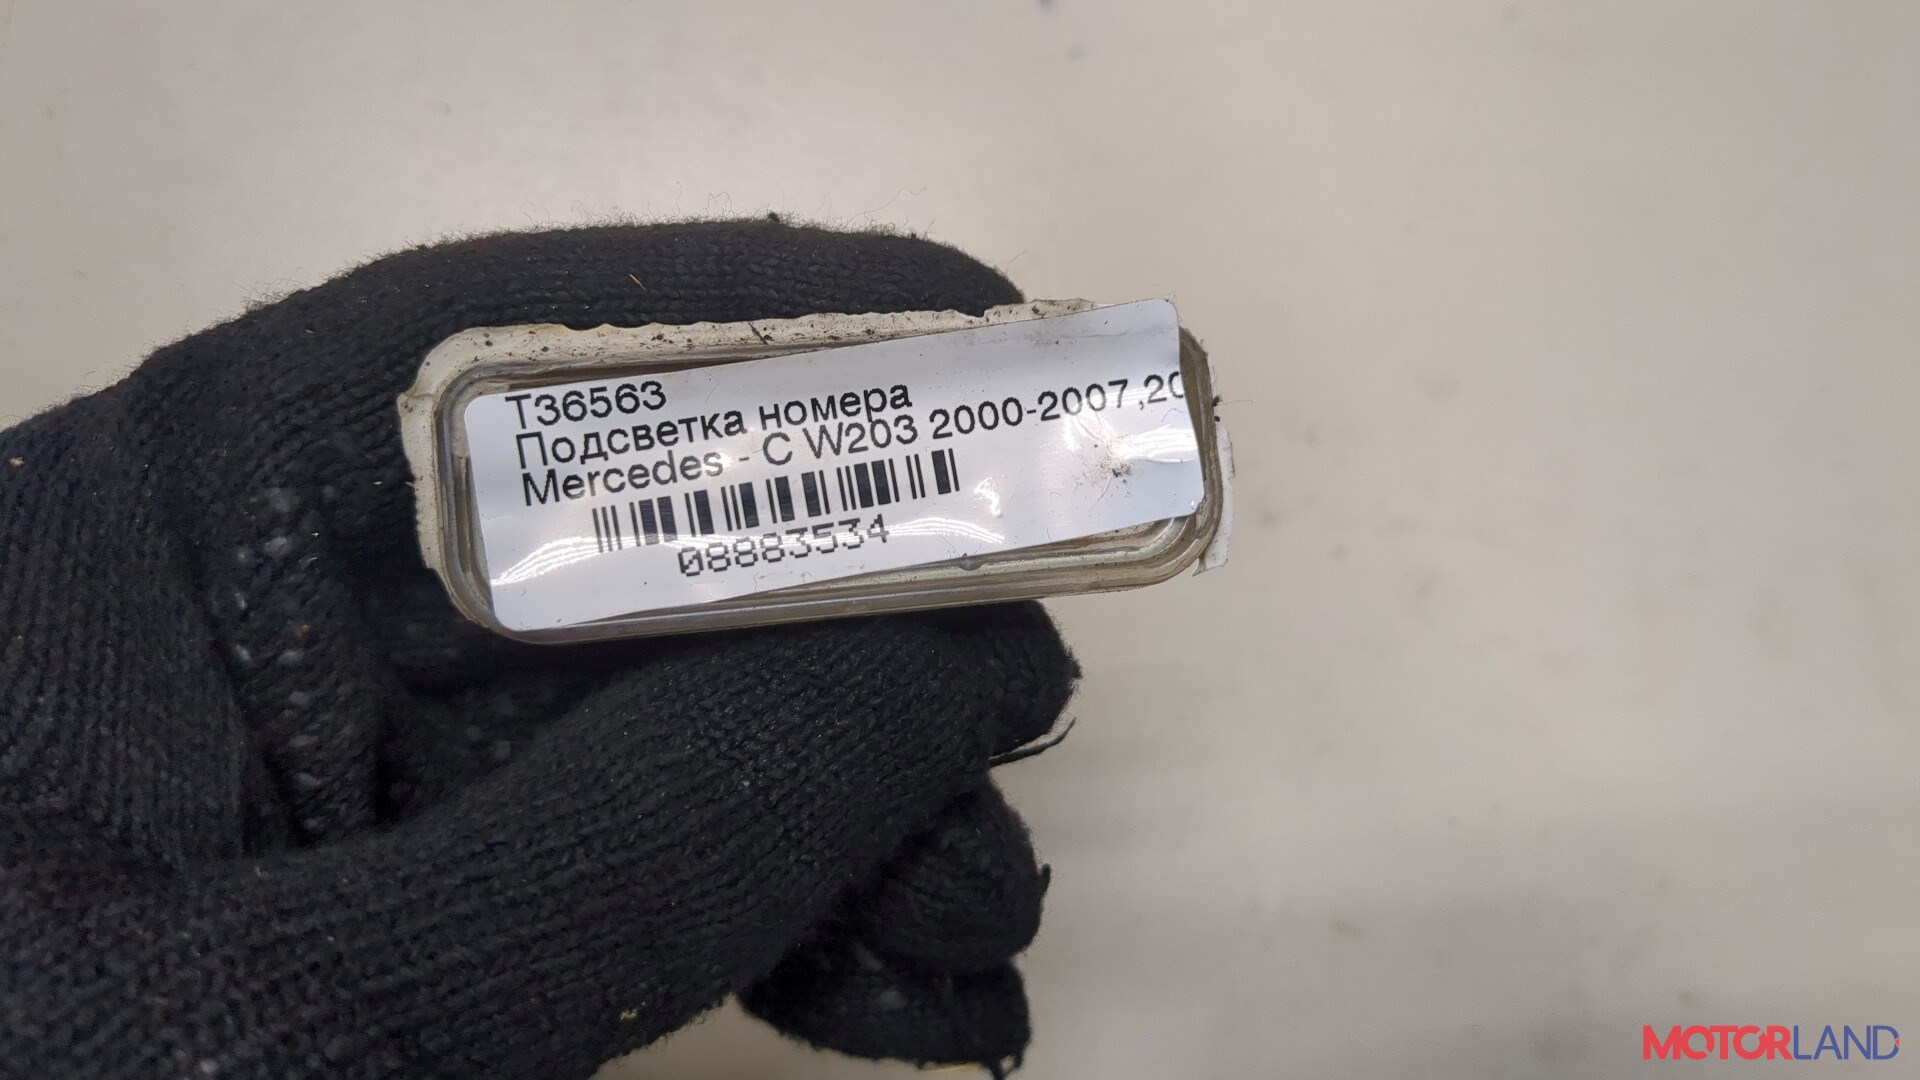 T36563
Подсветка номера
Mercedes - C W203 2000-2007,20
08883534
MOTORLAND